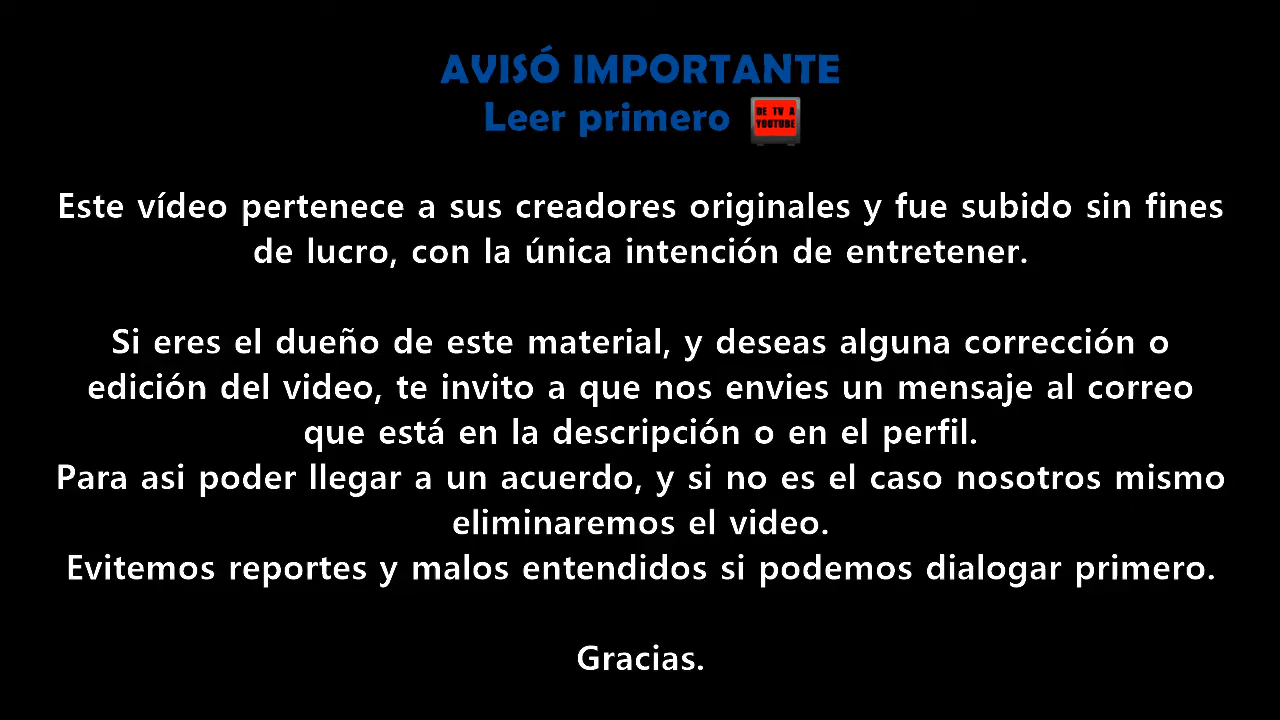 AVISÓ IMPORTANTE
Leer primero
DE TV A
YOUTUBE
Este vídeo pertenece a sus creadores originales y fue subido sin fines
de lucro, con la única intención de entretener.
Si eres el dueño de este material, y deseas alguna corrección o
edición del video, te invito a que nos envies un mensaje al correo
que está en la descripción o en el perfil.
Para asi poder llegar a un acuerdo, y si no es el caso nosotros mismo
eliminaremos el video.
Evitemos reportes y malos entendidos si podemos dialogar primero.
Gracias.